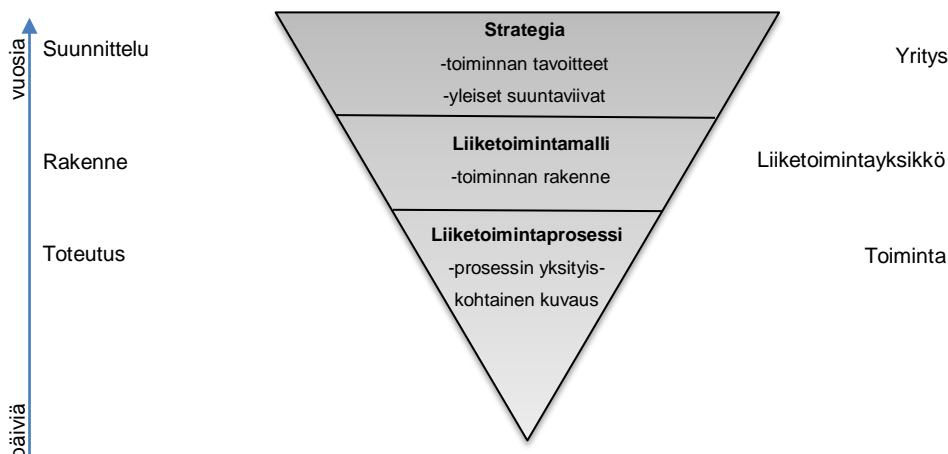 vuosia
Suunnittelu
Strategia
-toiminnan tavoitteet
-yleiset suuntaviivat
Yritys
Rakenne
Liiketoimintamalli
-toiminnan rakenne
Liiketoimintayksikkö
Toteutus
Liiketoimintaprosessi
-prosessin yksityis-
kohtainen kuvaus
Toiminta
päiviä